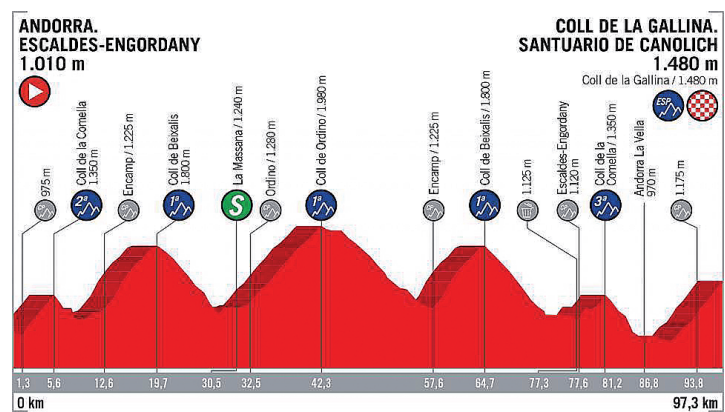 ANDORRA.
ESCALDES-ENGORDANY
1.010 m
COLL DE LA GALLINA.
SANTUARIO DE CANOLICH
1.480 m
Coll de la Gallina / 1.480 m
ESP
975 m
Coll de la Comella
1.350 m
2ª
Encamp / 1.225 m
Coll de Beixalis
1.800 m
1ª
La Massana / 1.240 m
S
Ordino / 1.280 m
Coll de Ordino / 1.980 m
1ª
Encamp / 1.225 m
Coll de Beixalis / 1.800 m
1ª
1.125 m
Escaldes-Engordany
1.120 m
Coll de la
Comella / 1.350 m
3ª
Andorra La Vella
970 m
1.175 m
1,3 5,6 12,6 19,7 30,5 32,5 42,3 57,6 64,7 77,3 77,6 81,2 86,8 93,8
0 km
97,3 km